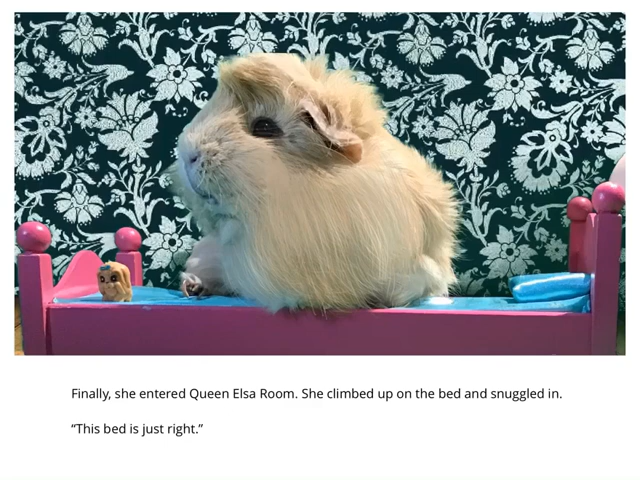 Finally, she entered Queen Elsa Room. She climbed up on the bed and snuggled in.
“This bed is just right.”